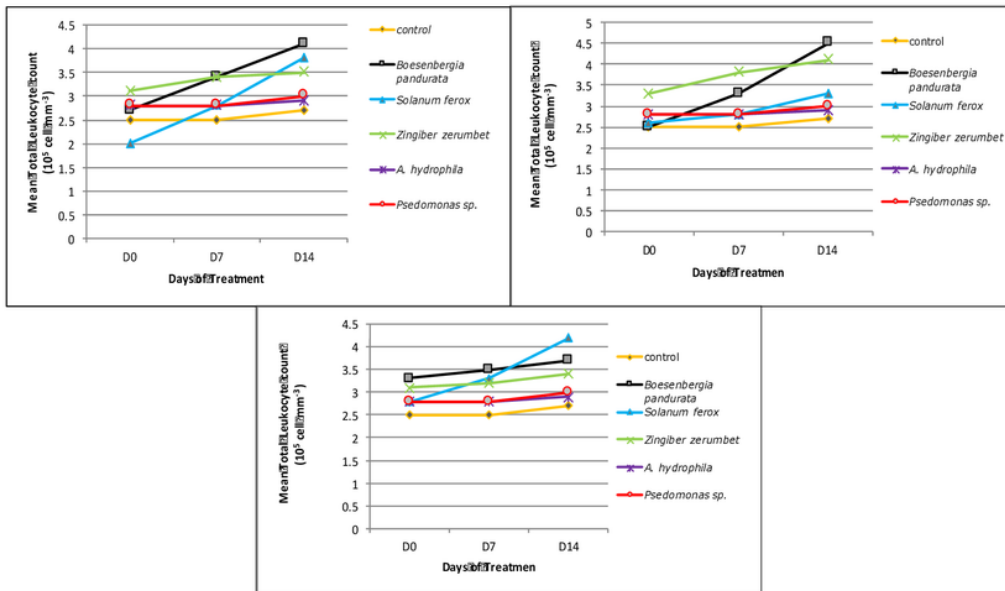 4.5
4
3.5
3
2.5
2
1.5
1
0.5
0
D0 D7 D14
Days of Treatment
Mean Total Leukocyte count
(10⁵ cell mm⁻³)
control
Boesenbergia
pandurata
Solanum ferox
Zingiber zerumbet
A. hydrophila
Psedomonas sp.
5
4.5
4
3.5
3
2.5
2
1.5
1
0.5
0
D0 D7 D14
Days of Treatmen
Mean Total Leukocyte count
(10⁵ cell mm⁻³)
control
Boesenbergia
pandurata
Solanum ferox
Zingiber zerumbet
A. hydrophila
Psedomonas sp.
4.5
4
3.5
3
2.5
2
1.5
1
0.5
0
D0 D7 D14
Days of Treatmen
Mean Total Leukocyte count
(10⁵ cell mm⁻³)
control
Boesenbergia
pandurata
Solanum ferox
Zingiber zerumbet
A. hydrophila
Psedomonas sp.